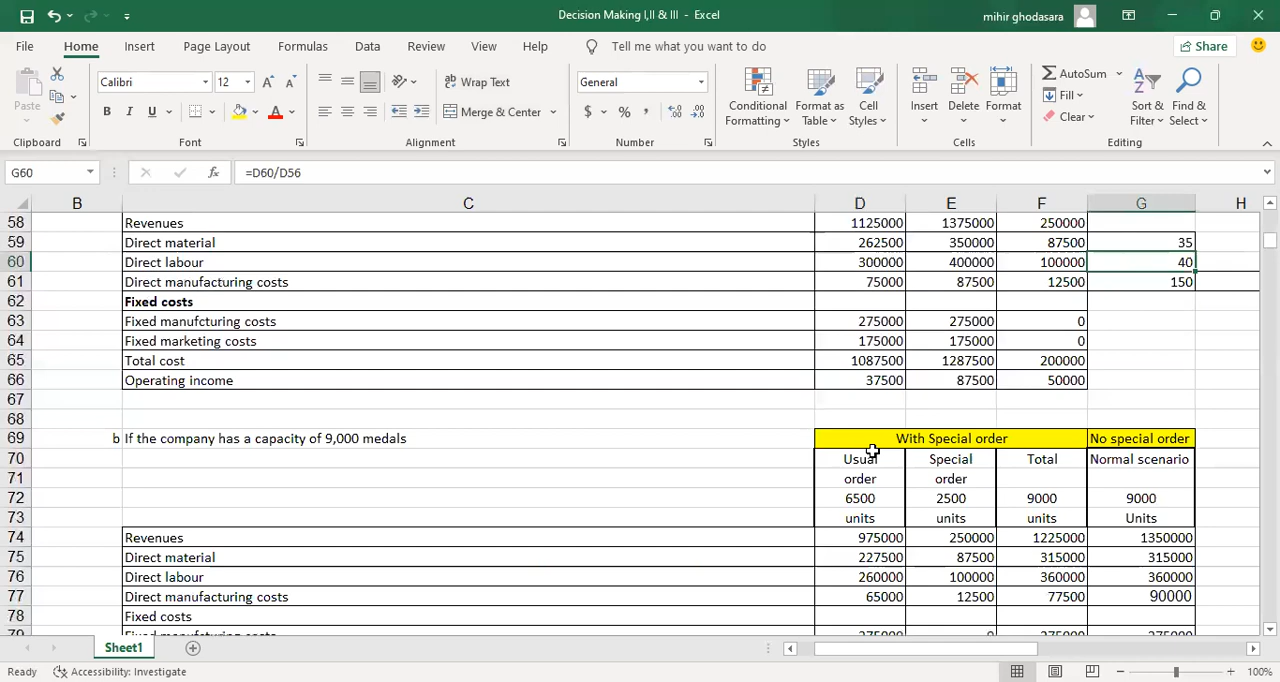 Decision Making I,II & III - Excel
mihir ghodasara
File Home Insert Page Layout Formulas Data Review View Help Tell me what you want to do Share
Calibri 12 Wrap Text General AutoSum
Paste B I U Merge & Center $ % Conditional Formatting Format as Table Cell Styles Insert Delete Format Fill Clear Sort & Filter Find & Select
Clipboard Font Alignment Number Styles Cells Editing
G60 fx =D60/D56
B C D E F G H
58 Revenues 1125000 1375000 250000
59 Direct material 262500 350000 87500 35
60 Direct labour 300000 400000 100000 40
61 Direct manufacturing costs 75000 87500 12500 150
62 Fixed costs
63 Fixed manufcturing costs 275000 275000 0
64 Fixed marketing costs 175000 175000 0
65 Total cost 1087500 1287500 200000
66 Operating income 37500 87500 50000
67
68
69 b If the company has a capacity of 9,000 medals With Special order No special order
70 Usual Special Total Normal scenario
71 order order
72 6500 2500 9000 9000
73 units units units Units
74 Revenues 975000 250000 1225000 1350000
75 Direct material 227500 87500 315000 315000
76 Direct labour 260000 100000 360000 360000
77 Direct manufacturing costs 65000 12500 77500 90000
78 Fixed costs
79 Fixed manufcturing costs 275000 0 275000 275000
Sheet1
Ready Accessibility: Investigate 100%